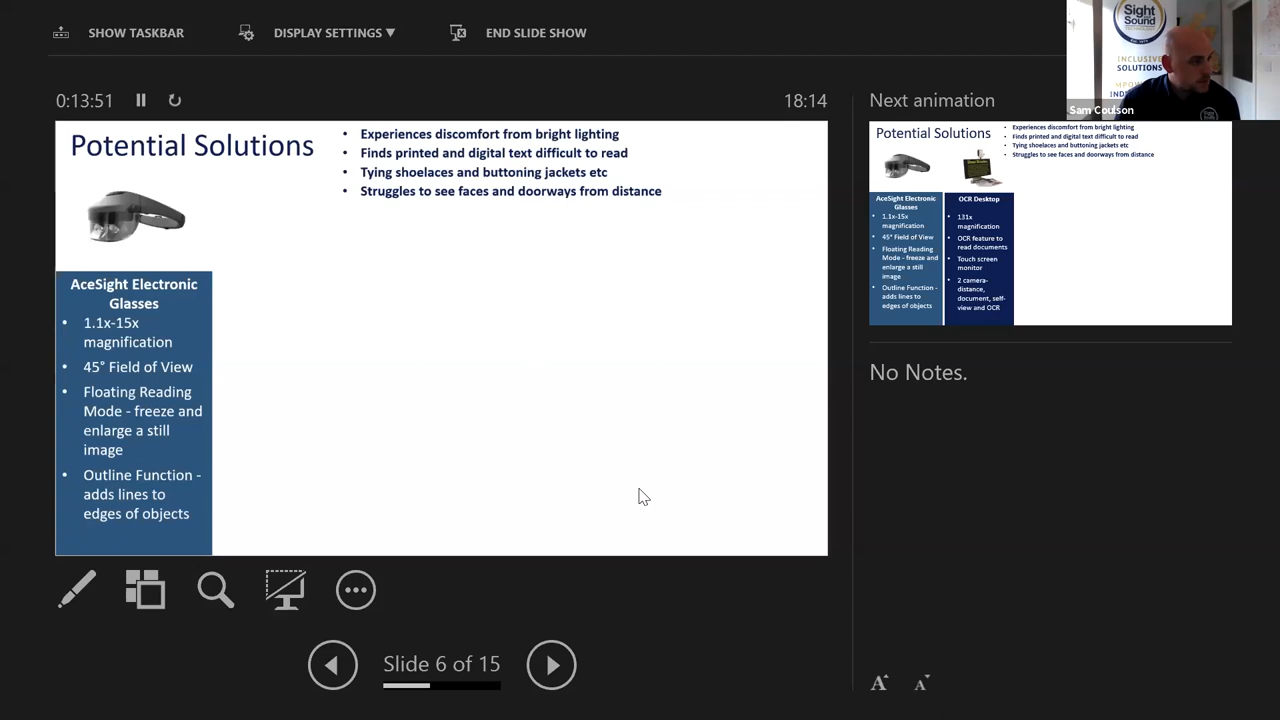 SHOW TASKBAR
DISPLAY SETTINGS ▼
END SLIDE SHOW
Sight
Sound
TECHNOLOGY
INCLUSIVE
SOLUTIONS
Sam Coulson
0:13:51
18:14
Next animation
Potential Solutions
• Experiences discomfort from bright lighting
• Finds printed and digital text difficult to read
• Tying shoelaces and buttoning jackets etc
• Struggles to see faces and doorways from distance
AceSight Electronic
Glasses
• 1.1x-15x
magnification
• 45° Field of View
• Floating Reading
Mode - freeze and
enlarge a still
image
• Outline Function -
adds lines to
edges of objects
Potential Solutions
• Experiences discomfort from bright lighting
• Finds printed and digital text difficult to read
• Tying shoelaces and buttoning jackets etc
• Struggles to see faces and doorways from distance
AceSight Electronic
Glasses
• 1.1x-15x
magnification
• 45° Field of View
• Floating Reading
Mode - freeze and
enlarge a still
image
• Outline Function -
adds lines to
edges of objects
OCR Desktop
• 131x
magnification
• OCR feature to
read documents
• Touch screen
monitor
• 2 camera-
distance,
document, self-
view and OCR
No Notes.
Slide 6 of 15
A A